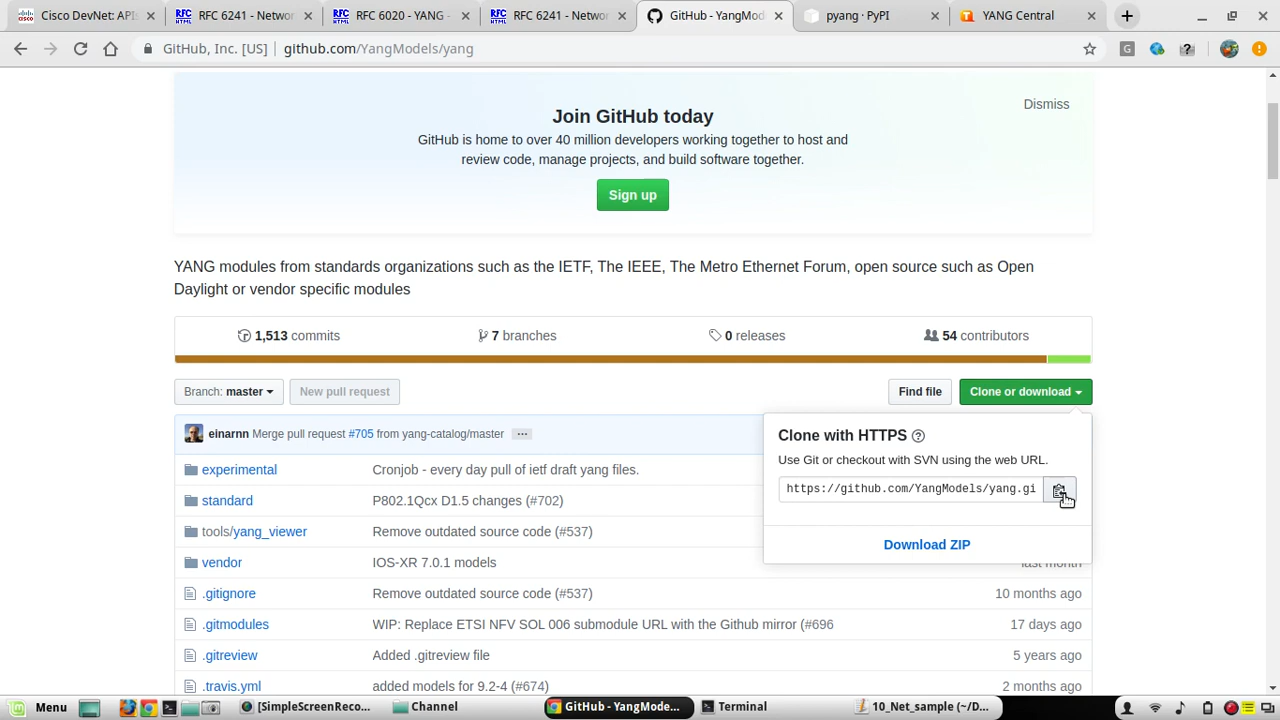 Cisco DevNet: APIs
RFC 6241 - Netwo
RFC 6020 - YANG -
RFC 6241 - Netwo
GitHub - YangMod
pyang · PyPI
YANG Central
GitHub, Inc. [US]
github.com/YangModels/yang
Join GitHub today
Dismiss
GitHub is home to over 40 million developers working together to host and
review code, manage projects, and build software together.
Sign up
YANG modules from standards organizations such as the IETF, The IEEE, The Metro Ethernet Forum, open source such as Open
Daylight or vendor specific modules
1,513 commits
7 branches
0 releases
54 contributors
Branch: master
New pull request
Find file
Clone or download
einarnn Merge pull request #705 from yang-catalog/master
Clone with HTTPS
Use Git or checkout with SVN using the web URL.
https://github.com/YangModels/yang.gi
Download ZIP
experimental Cronjob - every day pull of ietf draft yang files.
standard P802.1Qcx D1.5 changes (#702)
tools/yang_viewer Remove outdated source code (#537)
vendor IOS-XR 7.0.1 models last month
.gitignore Remove outdated source code (#537) 10 months ago
.gitmodules WIP: Replace ETSI NFV SOL 006 submodule URL with the Github mirror (#696 17 days ago
.gitreview Added .gitreview file 5 years ago
.travis.yml added models for 9.2-4 (#674) 2 months ago
Menu
[SimpleScreenReco...
Channel
GitHub - YangMode...
Terminal
10_Net_sample (~/D...